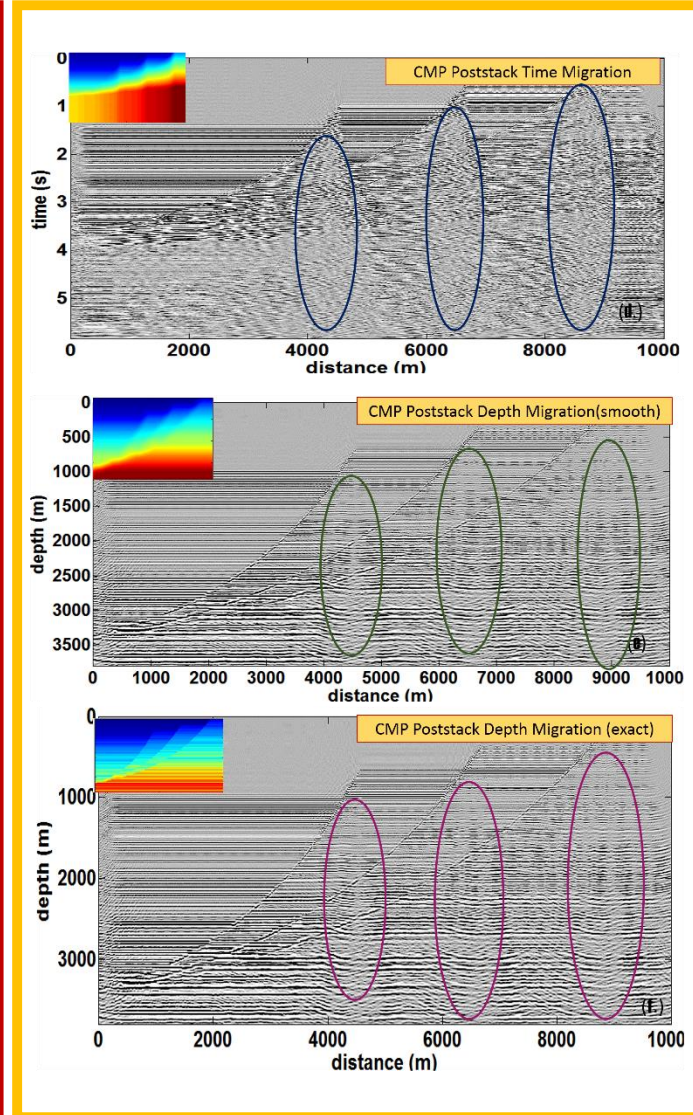 0
CMP Poststack Time Migration
1
2
3
4
5
time (s)
(d.)
0 2000 4000 6000 8000 1000
distance (m)
0
CMP Poststack Depth Migration(smooth)
500
1000
1500
2000
2500
3000
3500
depth (m)
(e)
0 1000 2000 3000 4000 5000 6000 7000 8000 9000 1000
distance (m)
0
CMP Poststack Depth Migration (exact)
1000
2000
3000
depth (m)
(f.)
0 2000 4000 6000 8000 1000
distance (m)